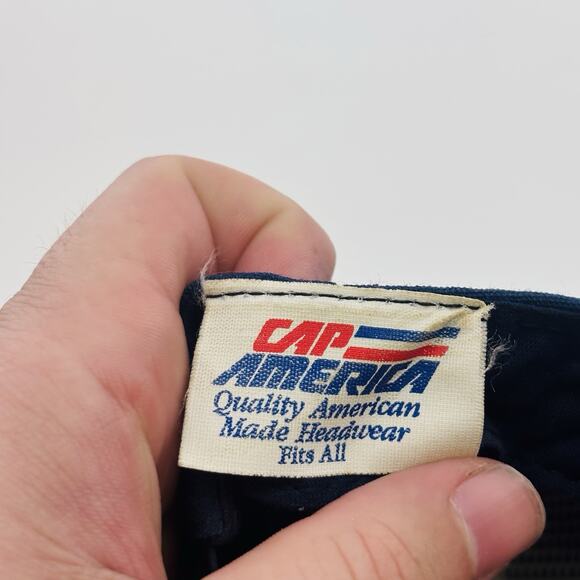 CAP
AMERICA
Quality American
Made Headwear
Fits All